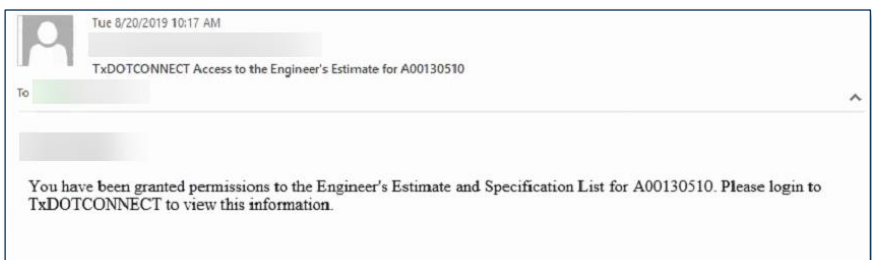 Tue 8/20/2019 10:17 AM
TxDOTCONNECT Access to the Engineer's Estimate for A00130510
To
You have been granted permissions to the Engineer's Estimate and Specification List for A00130510. Please login to
TxDOTCONNECT to view this information.